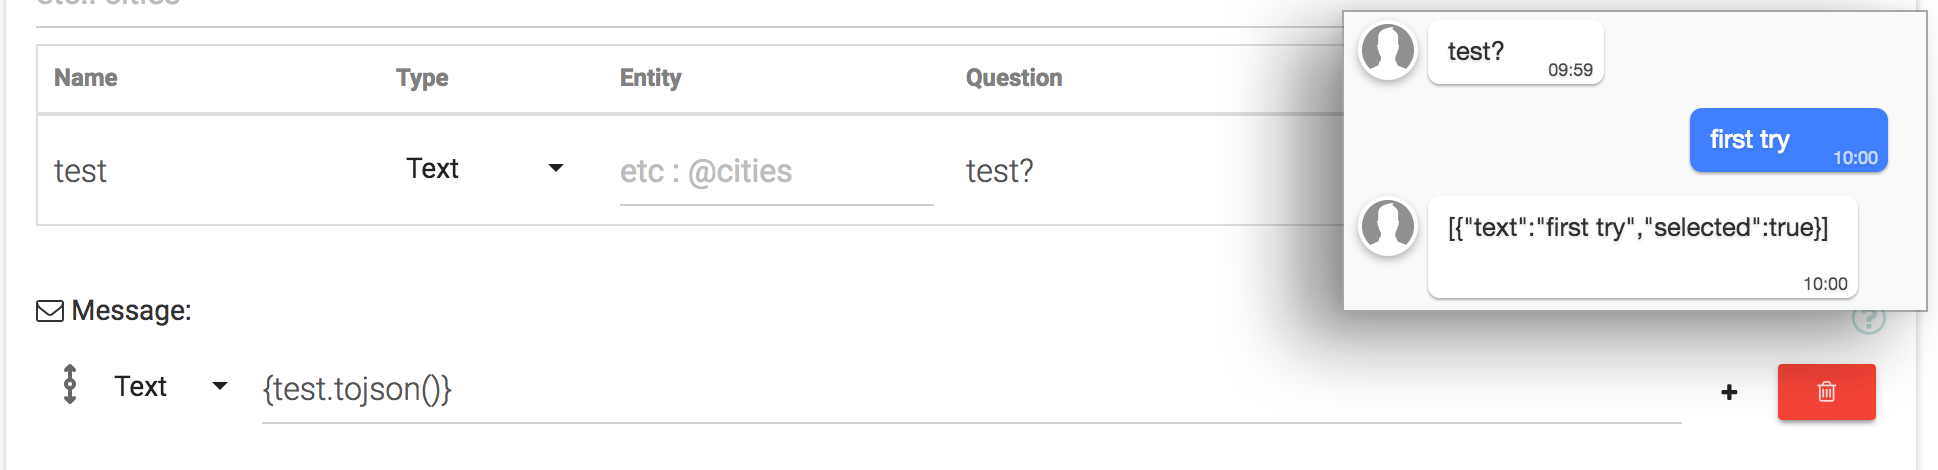 Name Type Entity Question
test Text etc : @cities test?
Message:
Text {test.tojson()} +
test?
09:59
first try
10:00
[{"text":"first try","selected":true}]
10:00
?